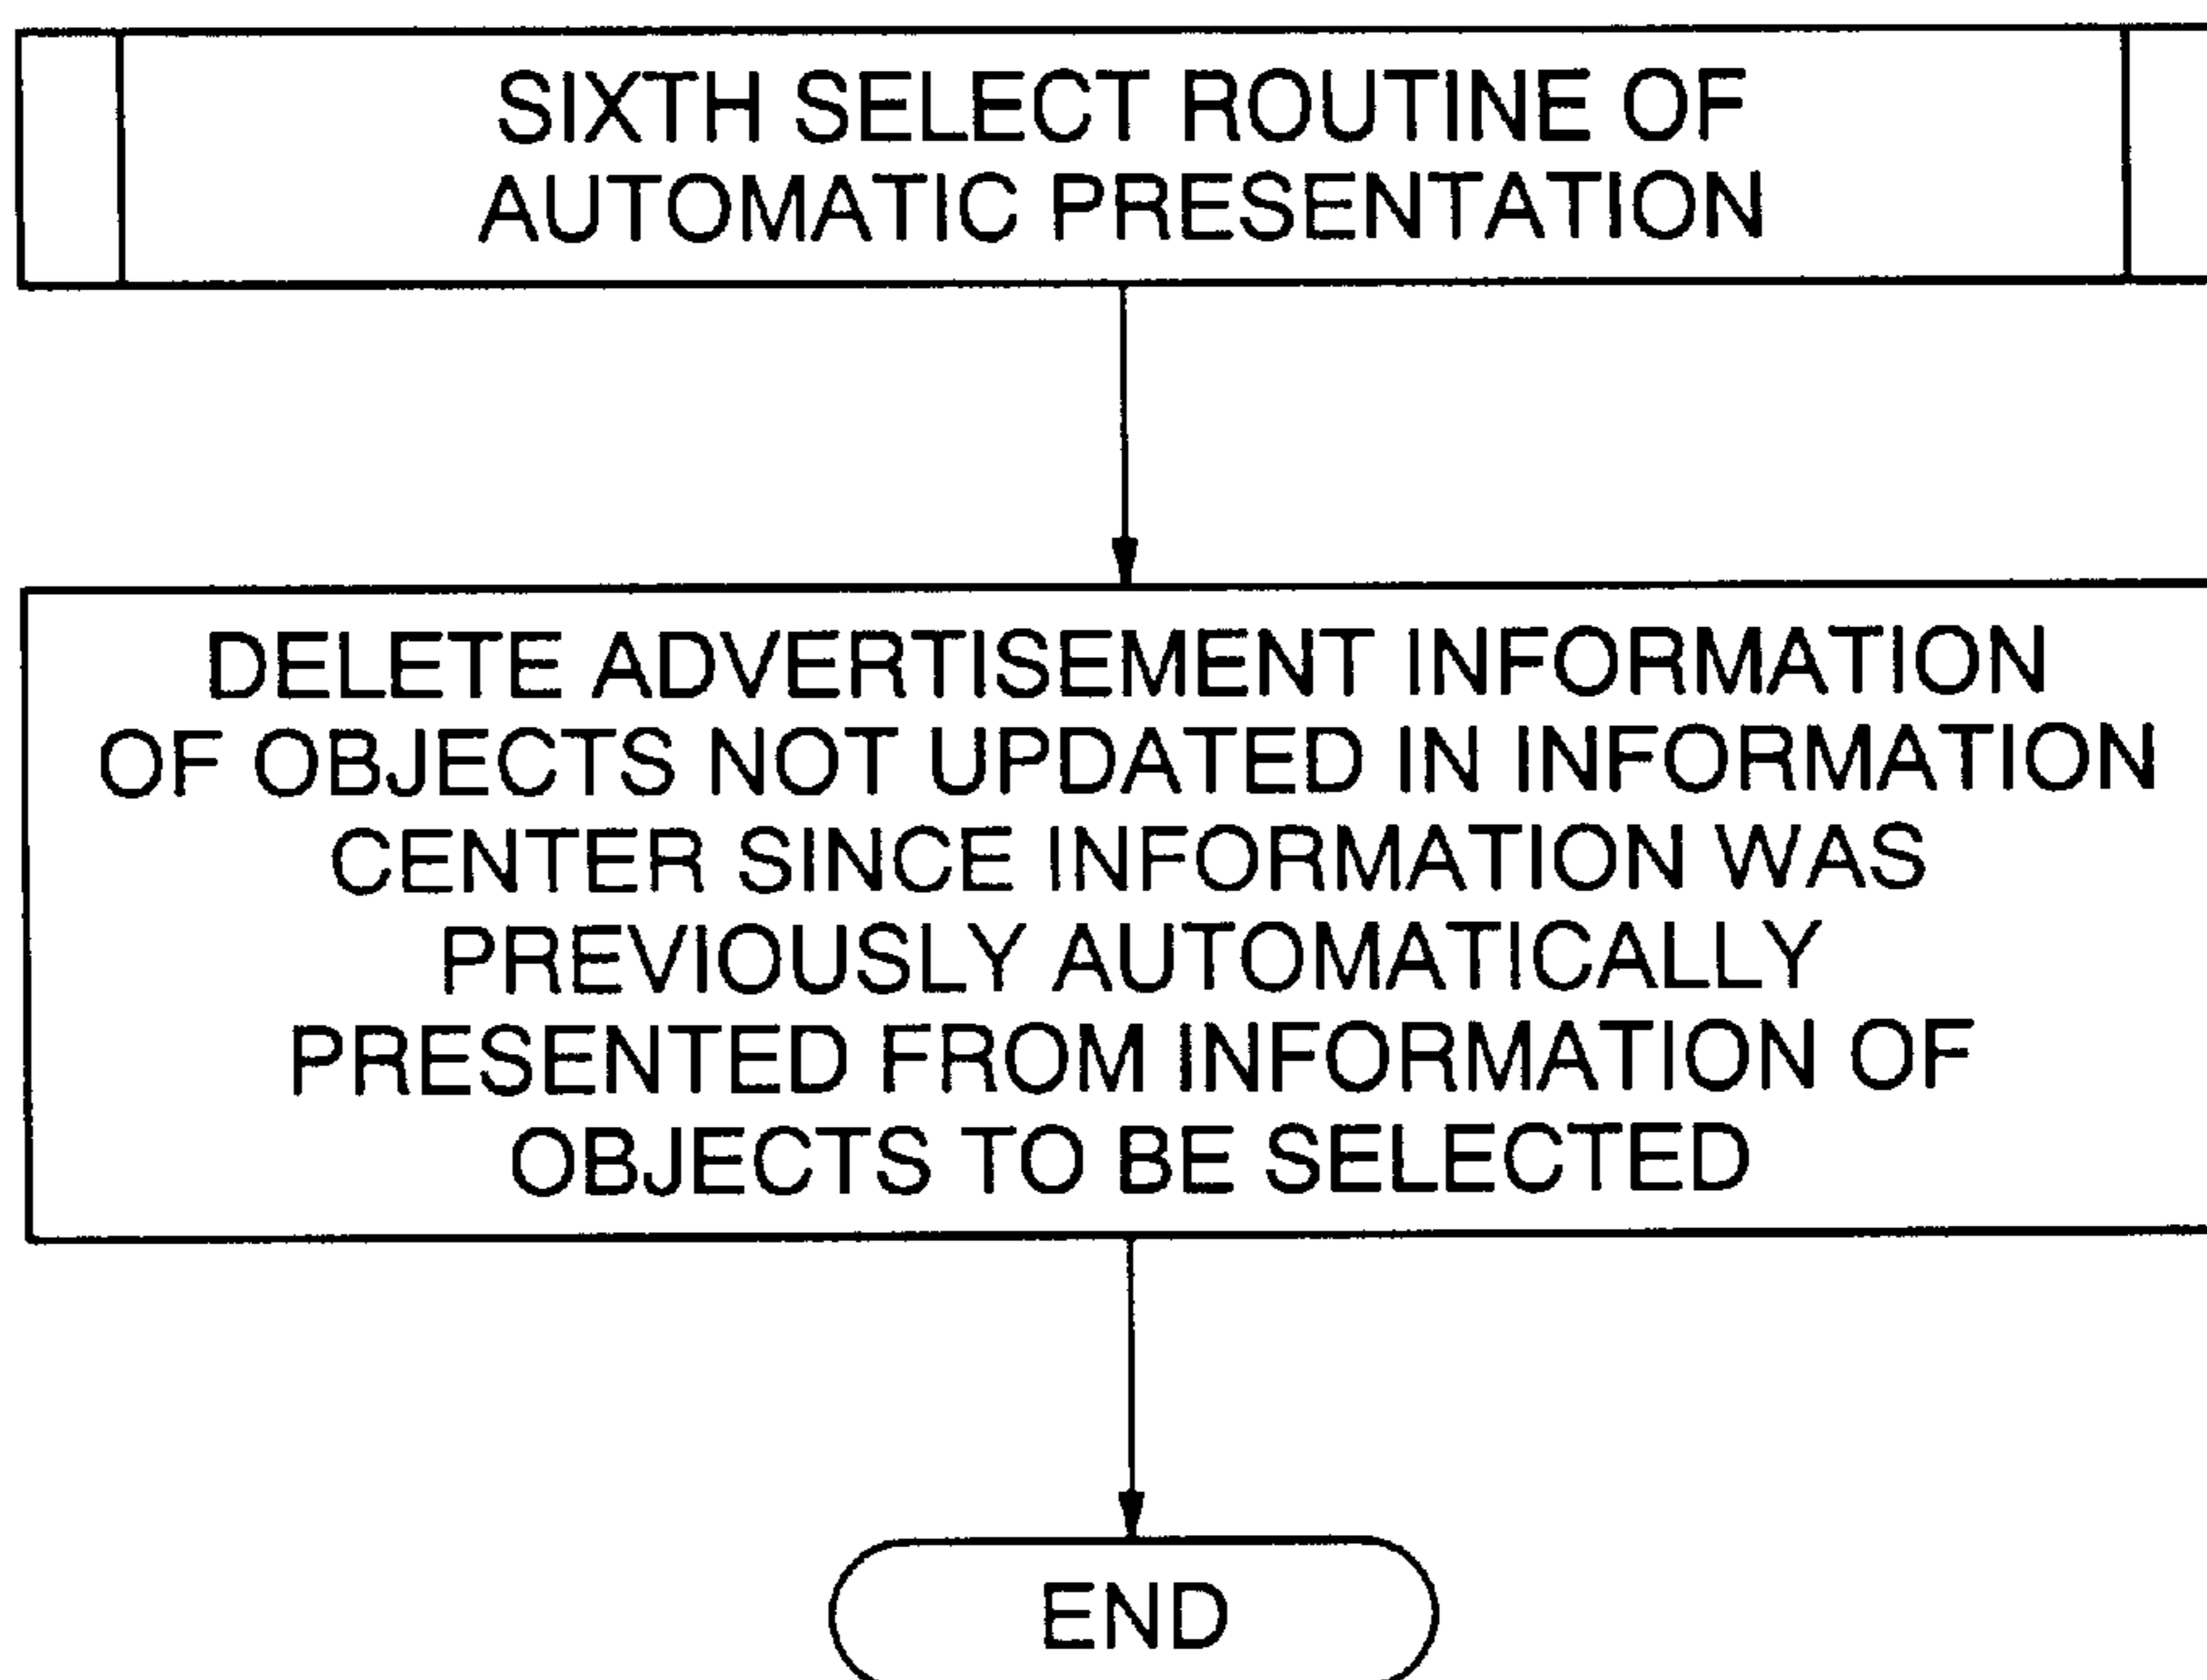 SIXTH SELECT ROUTINE OF
AUTOMATIC PRESENTATION
DELETE ADVERTISEMENT INFORMATION
OF OBJECTS NOT UPDATED IN INFORMATION
CENTER SINCE INFORMATION WAS
PREVIOUSLY AUTOMATICALLY
PRESENTED FROM INFORMATION OF
OBJECTS TO BE SELECTED
END